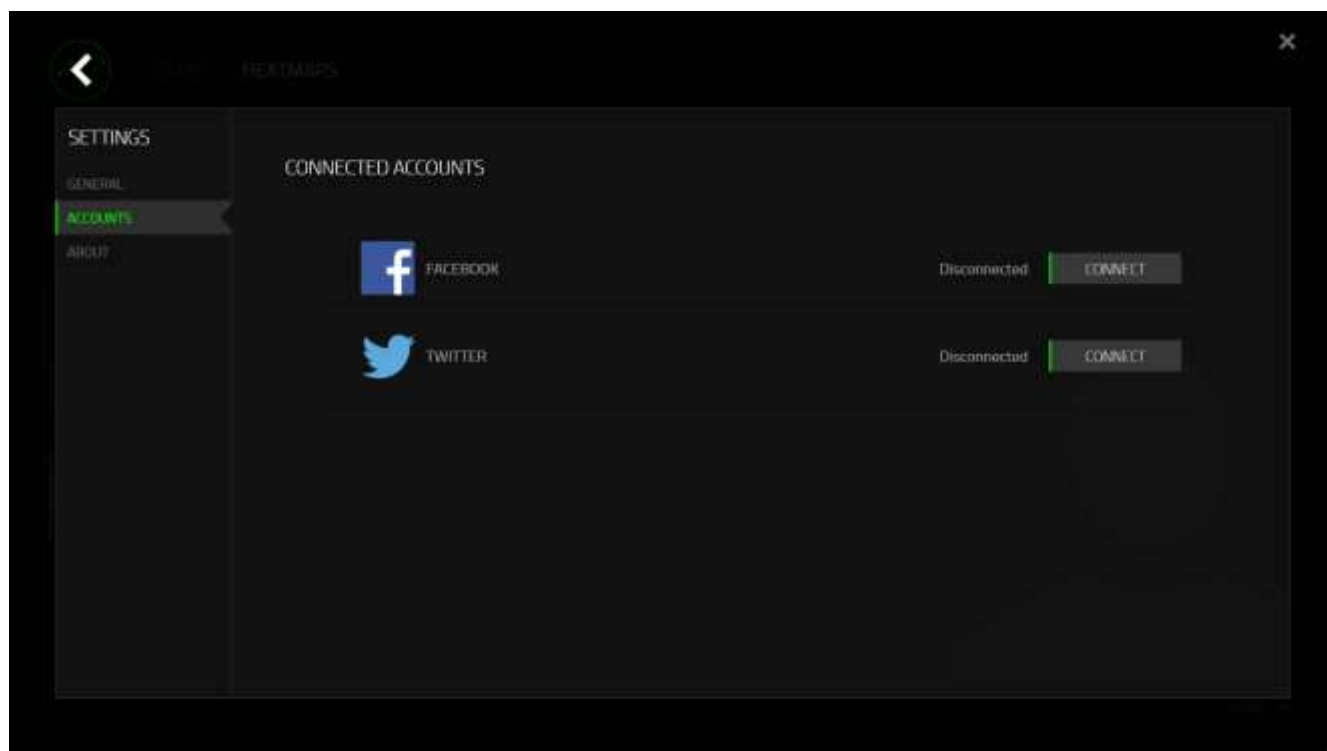 HEATMAPS
SETTINGS
GENERAL
ACCOUNTS
ABOUT
CONNECTED ACCOUNTS
FACEBOOK Disconnected CONNECT
TWITTER Disconnected CONNECT